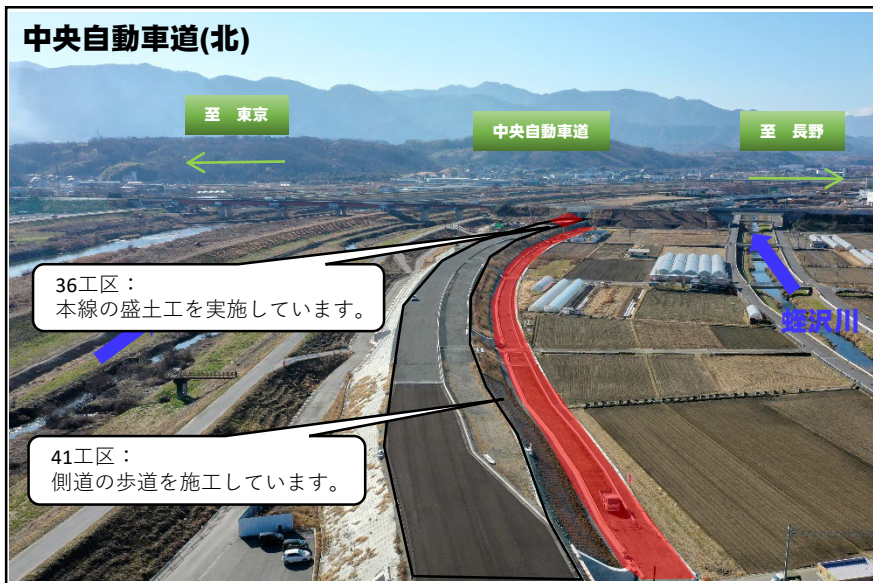 中央自動車道(北)
至　東京
中央自動車道
至　長野
36工区：
本線の盛土工を実施しています。
蛭沢川
41工区：
側道の歩道を施工しています。